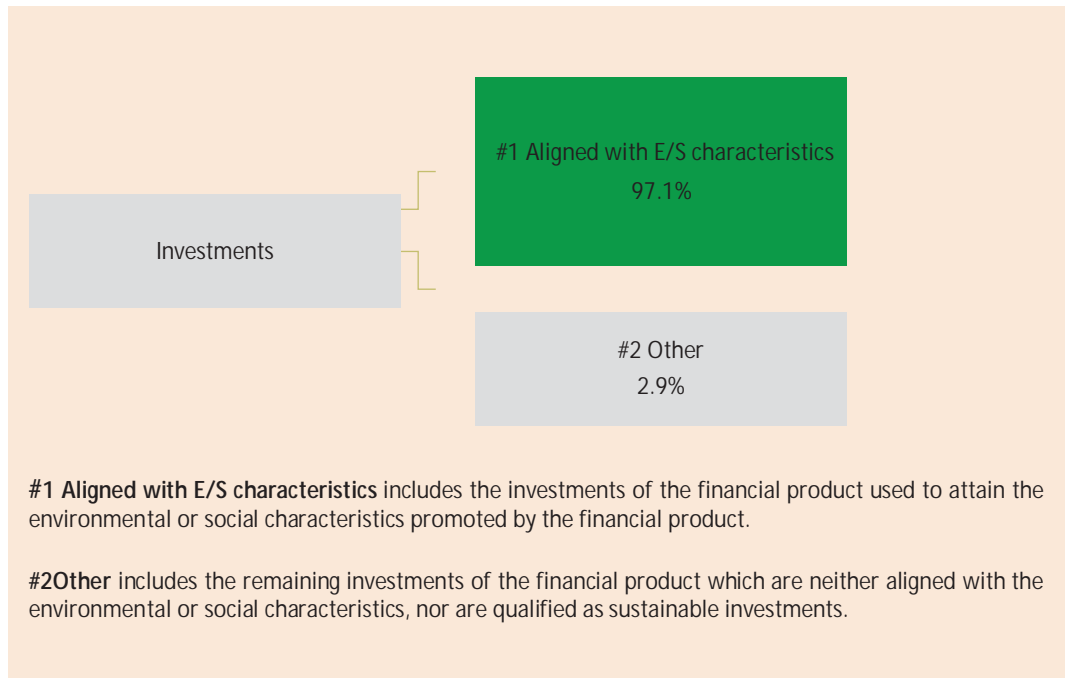 #1 Aligned with E/S characteristics
97.1%
Investments
#2 Other
2.9%
#1 Aligned with E/S characteristics includes the investments of the financial product used to attain the
environmental or social characteristics promoted by the financial product.
#2Other includes the remaining investments of the financial product which are neither aligned with the
environmental or social characteristics, nor are qualified as sustainable investments.